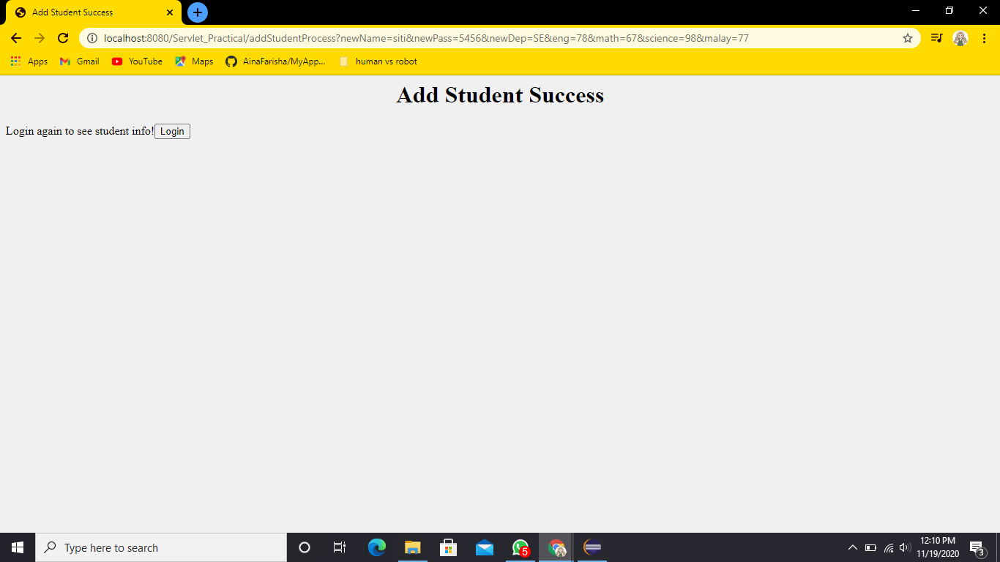 Add Student Success
localhost:8080/Servlet_Practical/addStudentProcess?newName=siti&newPass=5456&newDep=SE&eng=78&math=67&science=98&malay=77
Apps Gmail YouTube Maps AinaFarisha/MyApp... human vs robot
Add Student Success
Login again to see student info! Login
Type here to search
5
12:10 PM
11/19/2020
3